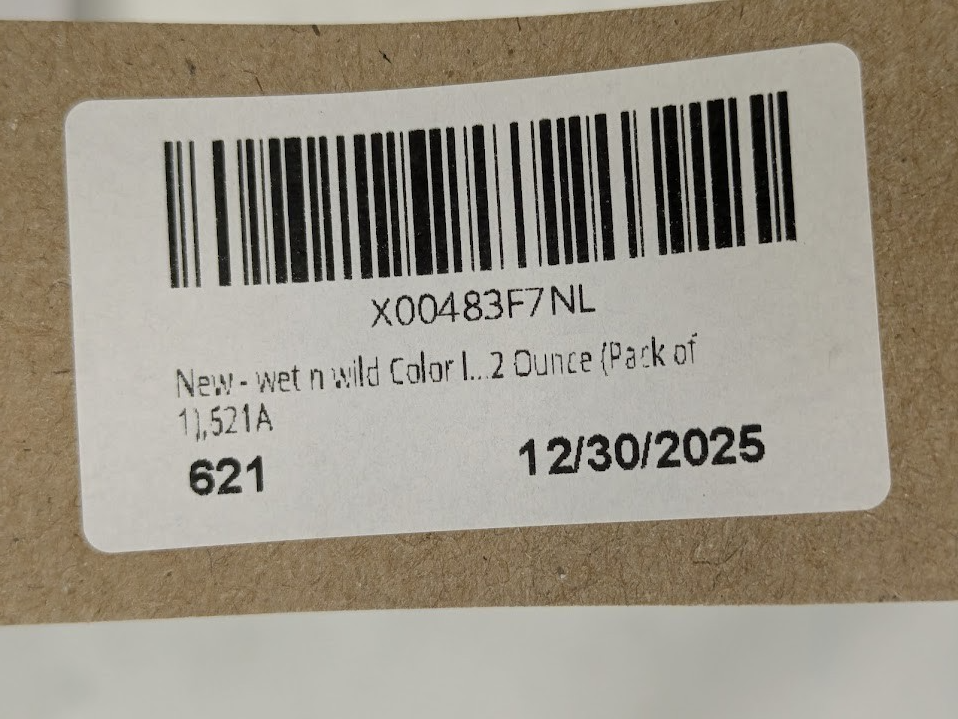 X00483F7NL
New - wet n wild Color I...2 Ounce (Pack of
1),521A
621 12/30/2025